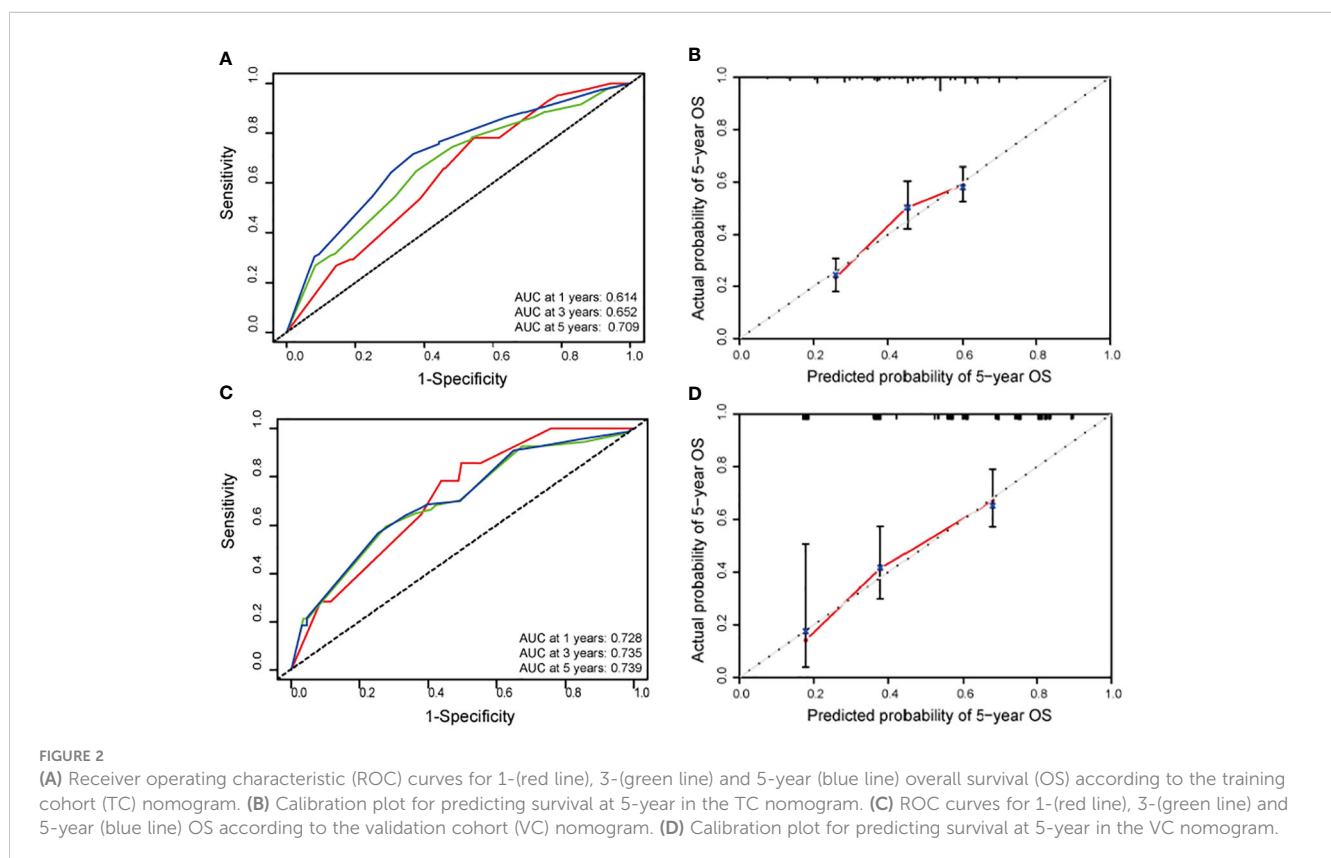 A
1.0
0.8
0.6
0.4
0.2
0.0
Sensitivity
AUC at 1 years: 0.614
AUC at 3 years: 0.652
AUC at 5 years: 0.709
0.0 0.2 0.4 0.6 0.8 1.0
1-Specificity
B
1.0
0.8
0.6
0.4
0.2
0.0
Actual probability of 5-year OS
0.0 0.2 0.4 0.6 0.8 1.0
Predicted probability of 5-year OS
C
1.0
0.8
0.6
0.4
0.2
0.0
Sensitivity
AUC at 1 years: 0.728
AUC at 3 years: 0.735
AUC at 5 years: 0.739
0.0 0.2 0.4 0.6 0.8 1.0
1-Specificity
D
1.0
0.8
0.6
0.4
0.2
0.0
Actual probability of 5-year OS
0.0 0.2 0.4 0.6 0.8 1.0
Predicted probability of 5-year OS
FIGURE 2
(A) Receiver operating characteristic (ROC) curves for 1-(red line), 3-(green line) and 5-year (blue line) overall survival (OS) according to the training
cohort (TC) nomogram. (B) Calibration plot for predicting survival at 5-year in the TC nomogram. (C) ROC curves for 1-(red line), 3-(green line) and
5-year (blue line) OS according to the validation cohort (VC) nomogram. (D) Calibration plot for predicting survival at 5-year in the VC nomogram.